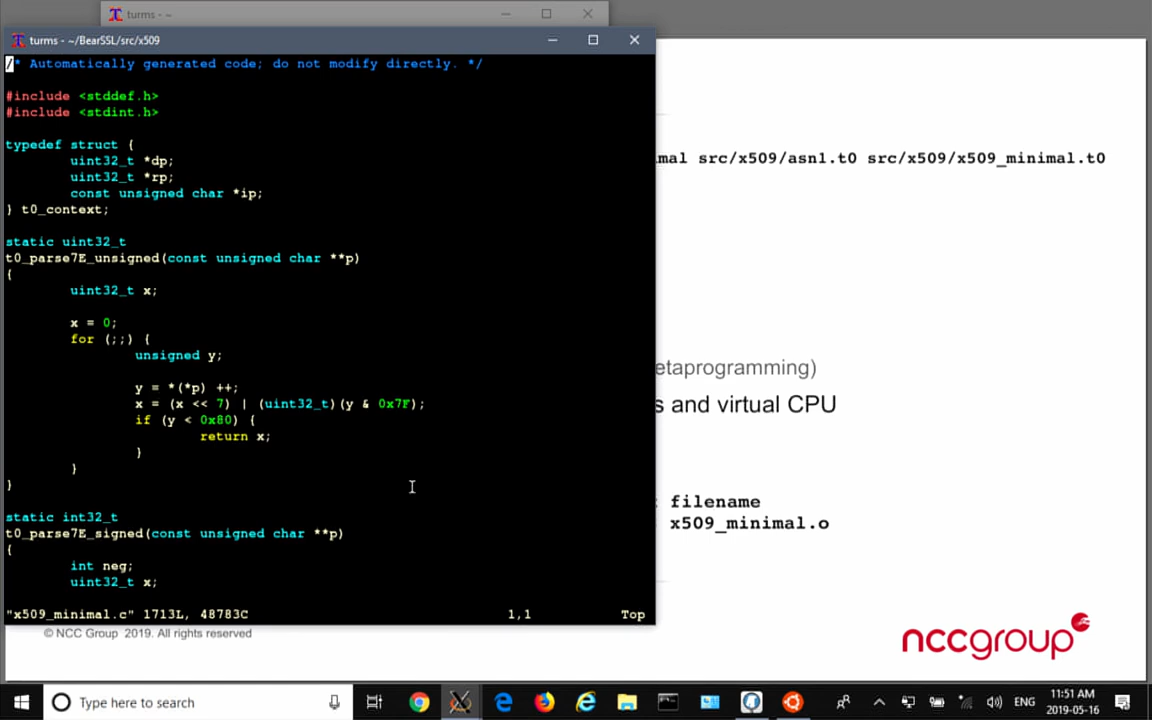 turms - ~
turms - ~/BearSSL/src/x509
/* Automatically generated code; do not modify directly. */
#include <stddef.h>
#include <stdint.h>
typedef struct {
uint32_t *dp;
uint32_t *rp;
const unsigned char *ip;
} t0_context;
static uint32_t
t0_parse7E_unsigned(const unsigned char **p)
{
uint32_t x;
x = 0;
for (;;) {
unsigned y;
y = *(*p) ++;
x = (x << 7) | (uint32_t)(y & 0x7F);
if (y < 0x80) {
return x;
}
}
}
static int32_t
t0_parse7E_signed(const unsigned char **p)
{
int neg;
uint32_t x;
"x509_minimal.c" 1713L, 48783C 1,1 Top
mal src/x509/asn1.t0 src/x509/x509_minimal.t0
etaprogramming)
s and virtual CPU
filename
x509_minimal.o
© NCC Group 2019. All rights reserved
nccgroup
Type here to search
ENG
11:51 AM
2019-05-16